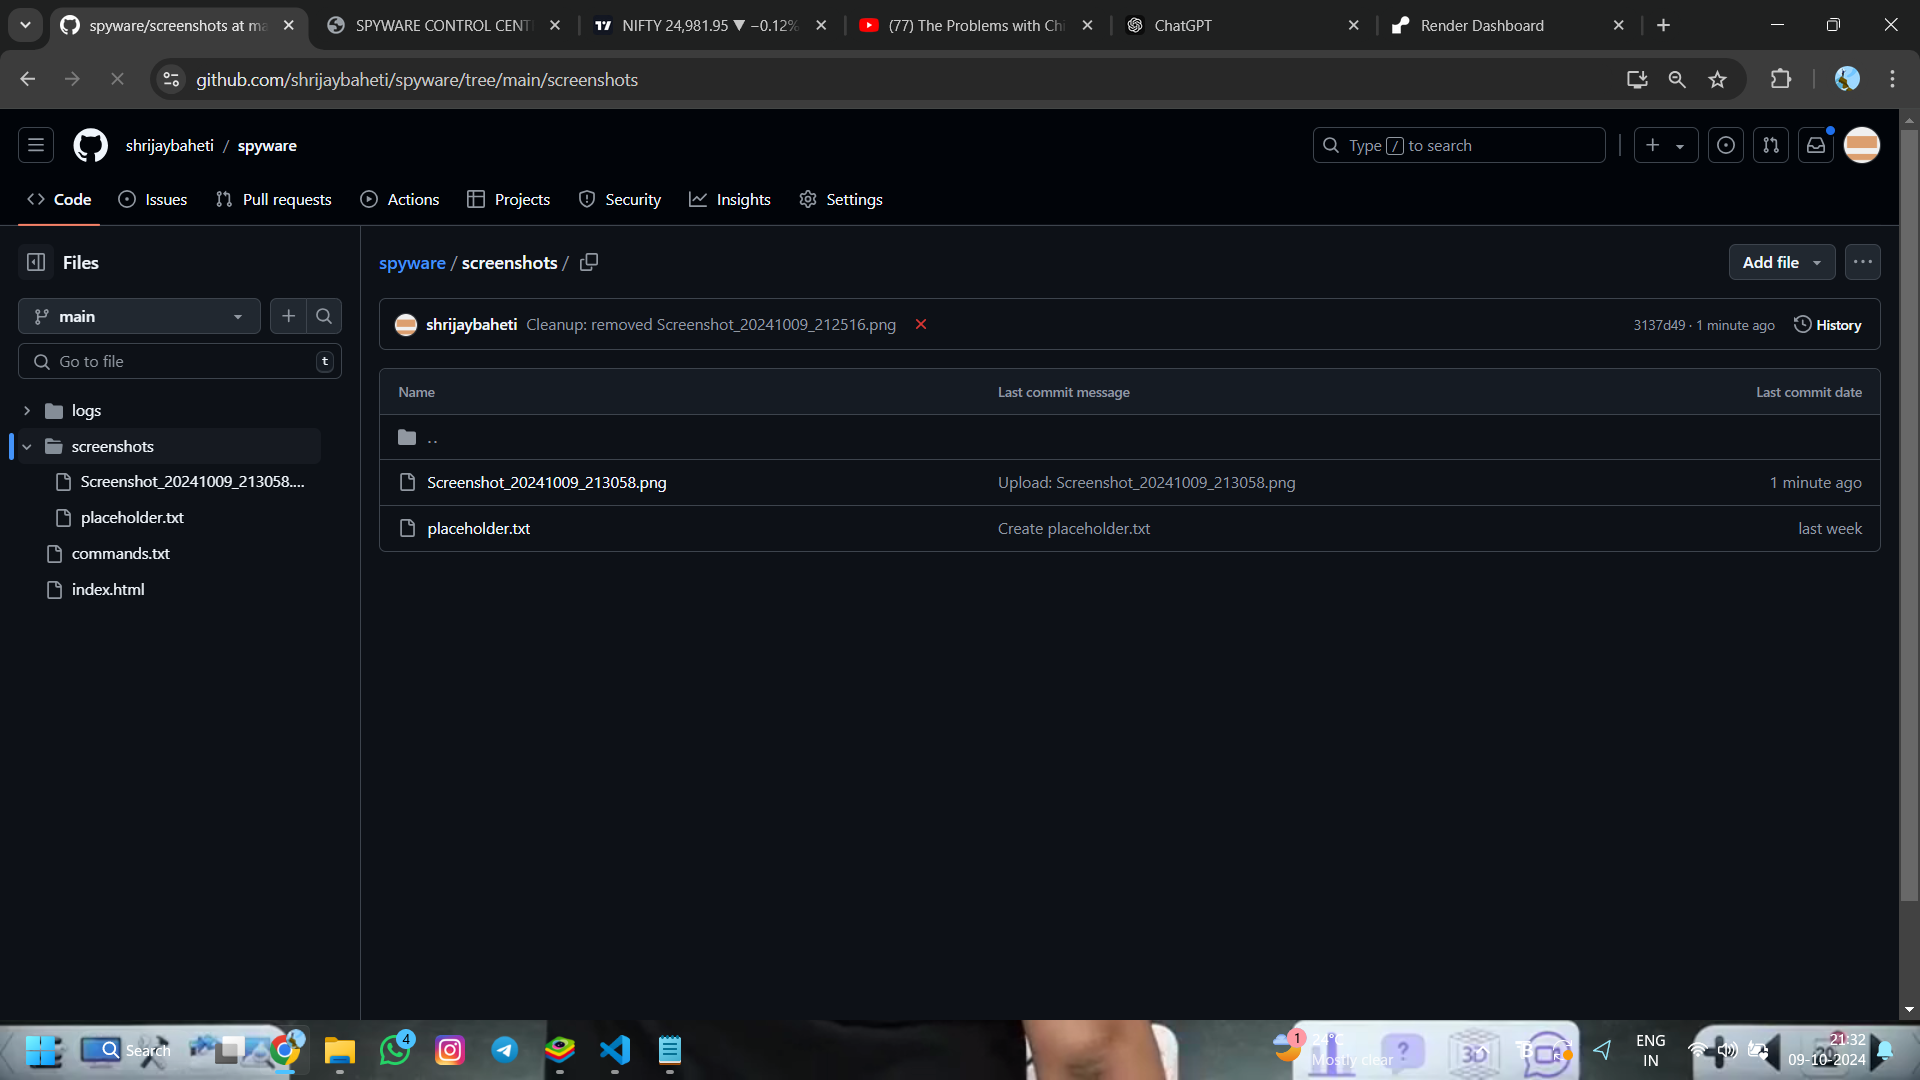 spyware/screenshots at ma
SPYWARE CONTROL CENT
NIFTY 24,981.95 ▼ −0.12%
(77) The Problems with Chi
ChatGPT
Render Dashboard
github.com/shrijaybaheti/spyware/tree/main/screenshots
shrijaybaheti / spyware
Type / to search
Code
Issues
Pull requests
Actions
Projects
Security
Insights
Settings
Files
spyware / screenshots /
Add file
main
shrijaybaheti Cleanup: removed Screenshot_20241009_212516.png
3137d49 · 1 minute ago
History
Go to file
t
Name
Last commit message
Last commit date
logs
..
screenshots
Screenshot_20241009_213058....
Screenshot_20241009_213058.png
Upload: Screenshot_20241009_213058.png
1 minute ago
placeholder.txt
placeholder.txt
Create placeholder.txt
last week
commands.txt
index.html
Search
4
1
24°C
Mostly clear
3D
ENG
IN
21:32
09-10-2024